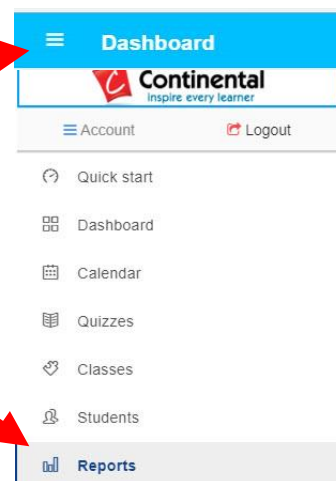 Dashboard
Continental
Inspire every learner
Account Logout
Quick start
Dashboard
Calendar
Quizzes
Classes
Students
Reports